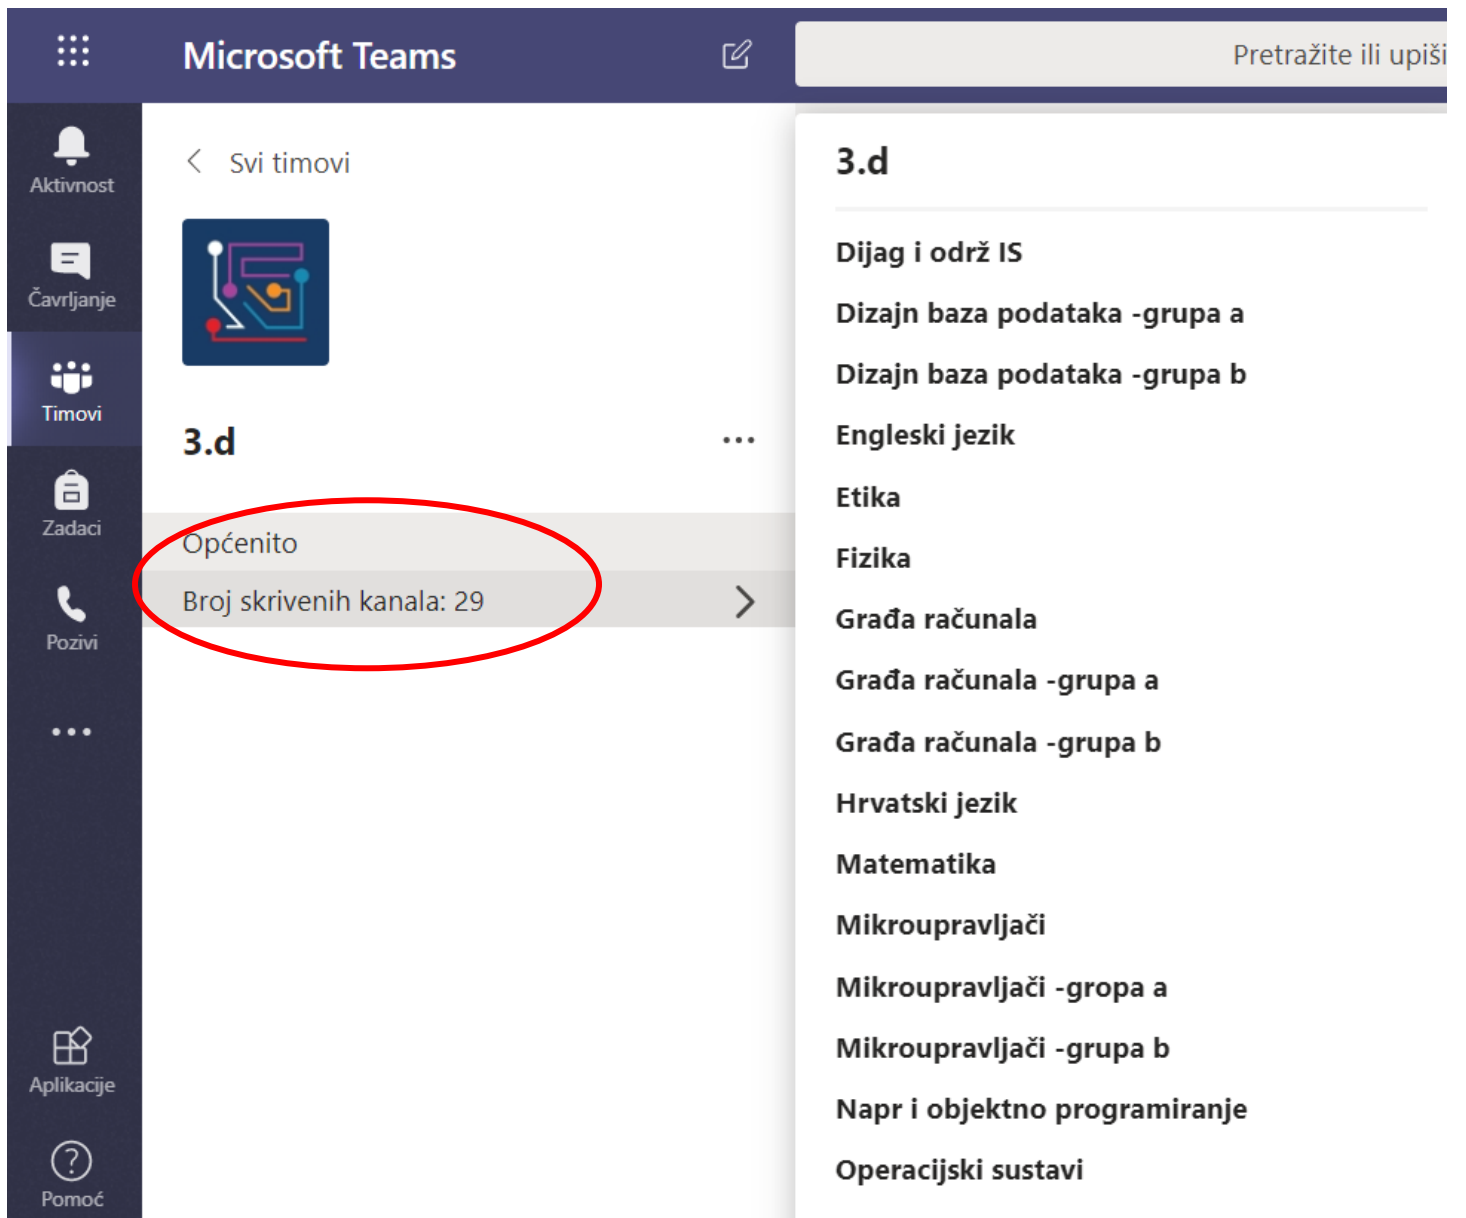 Microsoft Teams
Pretražite ili upiši
Aktivnost
Čavrljanje
Timovi
Zadaci
Pozivi
Aplikacije
Pomoć
Svi timovi
3.d
Općenito
Broj skrivenih kanala: 29
3.d
Dijag i održ IS
Dizajn baza podataka -grupa a
Dizajn baza podataka -grupa b
Engleski jezik
Etika
Fizika
Građa računala
Građa računala -grupa a
Građa računala -grupa b
Hrvatski jezik
Matematika
Mikroupravljači
Mikroupravljači -gropa a
Mikroupravljači -grupa b
Napr i objektno programiranje
Operacijski sustavi